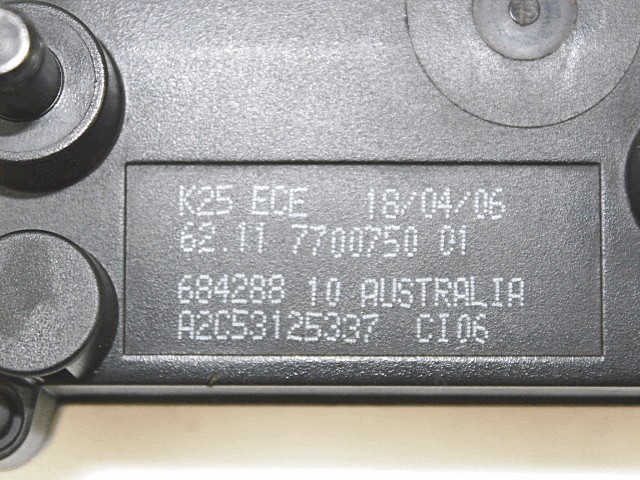 K25 ECE 18/04/06
62.11 7700750 01
684288 10 AUSTRALIA
A2C53125337 CI06